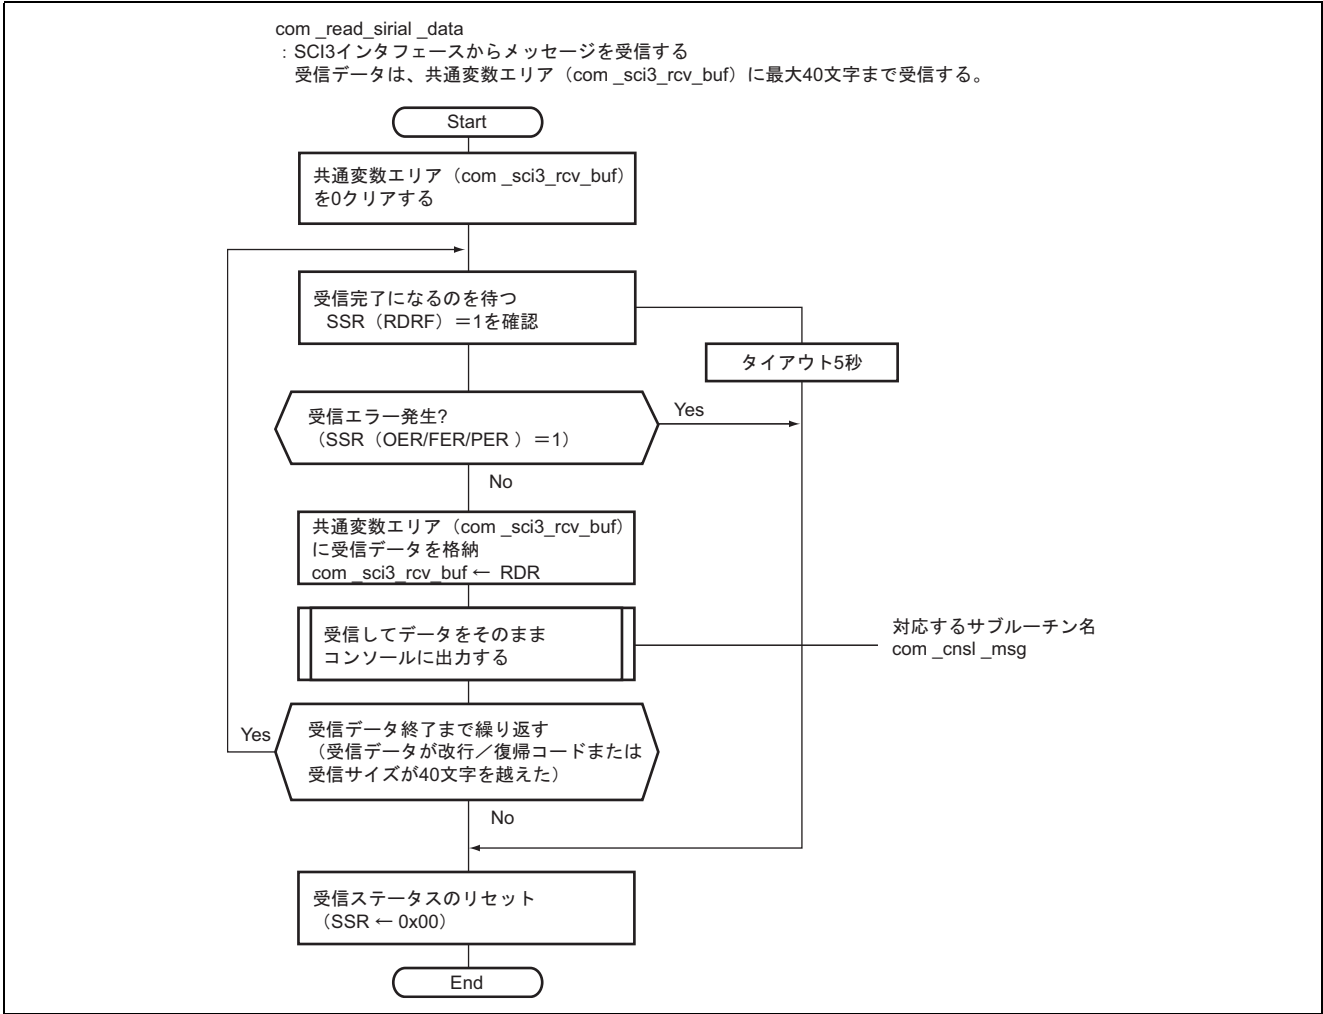 com _read_sirial _data
：SCI3インタフェースからメッセージを受信する
受信データは、共通変数エリア（com _sci3_rcv_buf）に最大40文字まで受信する。
Start
共通変数エリア（com _sci3_rcv_buf）
を0クリアする
受信完了になるのを待つ
SSR（RDRF）＝1を確認
タイアウト5秒
受信エラー発生?
（SSR（OER/FER/PER ）＝1）
Yes
No
共通変数エリア（com _sci3_rcv_buf）
に受信データを格納
com _sci3_rcv_buf ← RDR
受信してデータをそのまま
コンソールに出力する
対応するサブルーチン名
com _cnsl _msg
Yes
受信データ終了まで繰り返す
（受信データが改行／復帰コードまたは
受信サイズが40文字を越えた）
No
受信ステータスのリセット
（SSR ← 0x00）
End